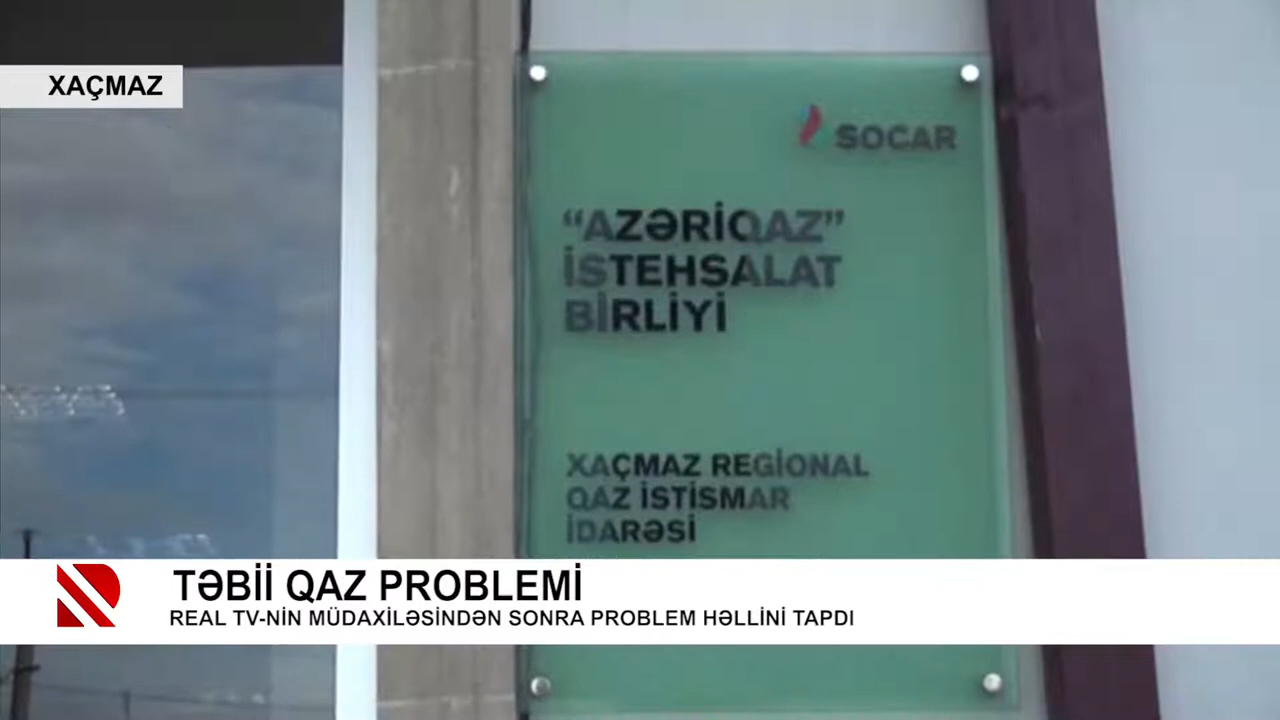 XAÇMAZ
SOCAR
“AZƏRİQAZ”
İSTEHSALAT
BİRLİYİ
XAÇMAZ REGİONAL
QAZ İSTİSMAR
İDARƏSİ
TƏBİİ QAZ PROBLEMİ
REAL TV-NİN MÜDAXİLƏSİNDƏN SONRA PROBLEM HƏLLİNİ TAPDI